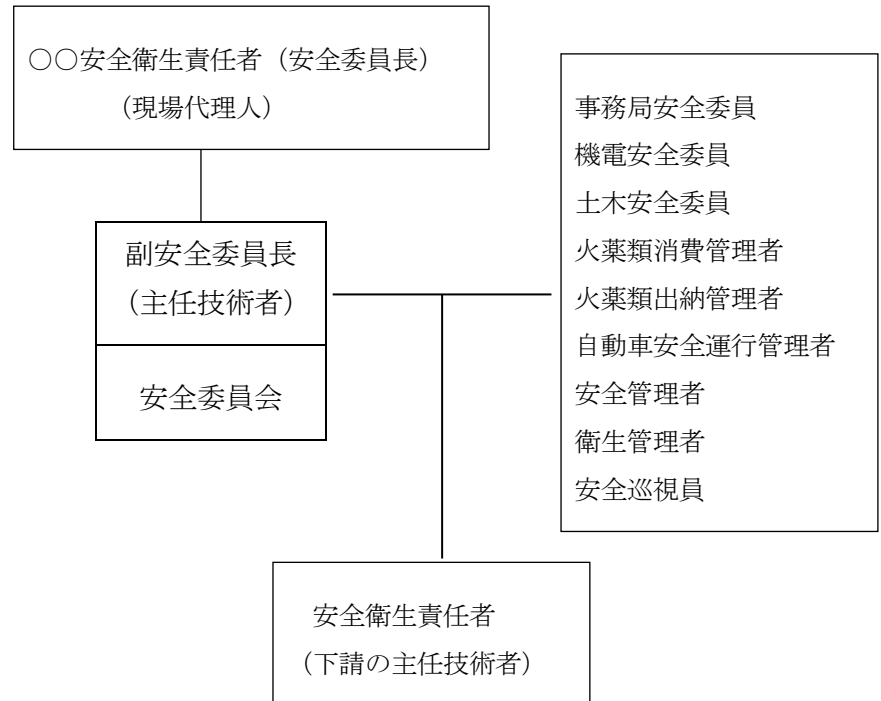 〇〇安全衛生責任者（安全委員長）
（現場代理人）
副安全委員長
（主任技術者）
安全委員会
事務局安全委員
機電安全委員
土木安全委員
火薬類消費管理者
火薬類出納管理者
自動車安全運行管理者
安全管理者
衛生管理者
安全巡視員
安全衛生責任者
（下請の主任技術者）